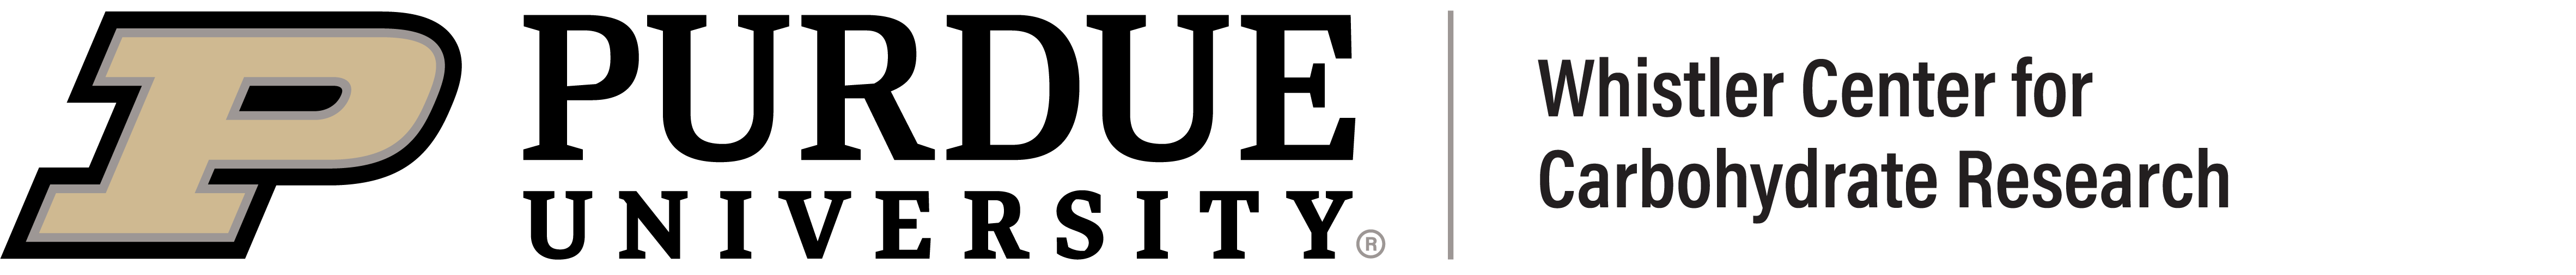 P
PURDUE
UNIVERSITY®
Whistler Center for
Carbohydrate Research